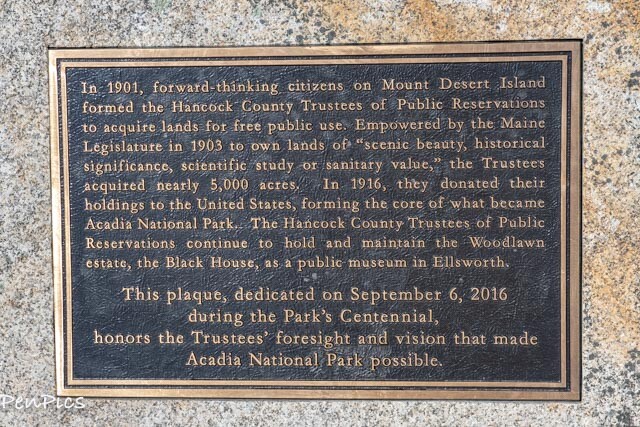 In 1901, forward-thinking citizens on Mount Desert Island
formed the Hancock County Trustees of Public Reservations
to acquire lands for free public use. Empowered by the Maine
Legislature in 1903 to own lands of “scenic beauty, historical
significance, scientific study or sanitary value,” the Trustees
acquired nearly 5,000 acres. In 1916, they donated their
holdings to the United States, forming the core of what became
Acadia National Park. The Hancock County Trustees of Public
Reservations continue to hold and maintain the Woodlawn
estate, the Black House, as a public museum in Ellsworth.
This plaque, dedicated on September 6, 2016
during the Park’s Centennial,
honors the Trustees’ foresight and vision that made
Acadia National Park possible.
PenPics